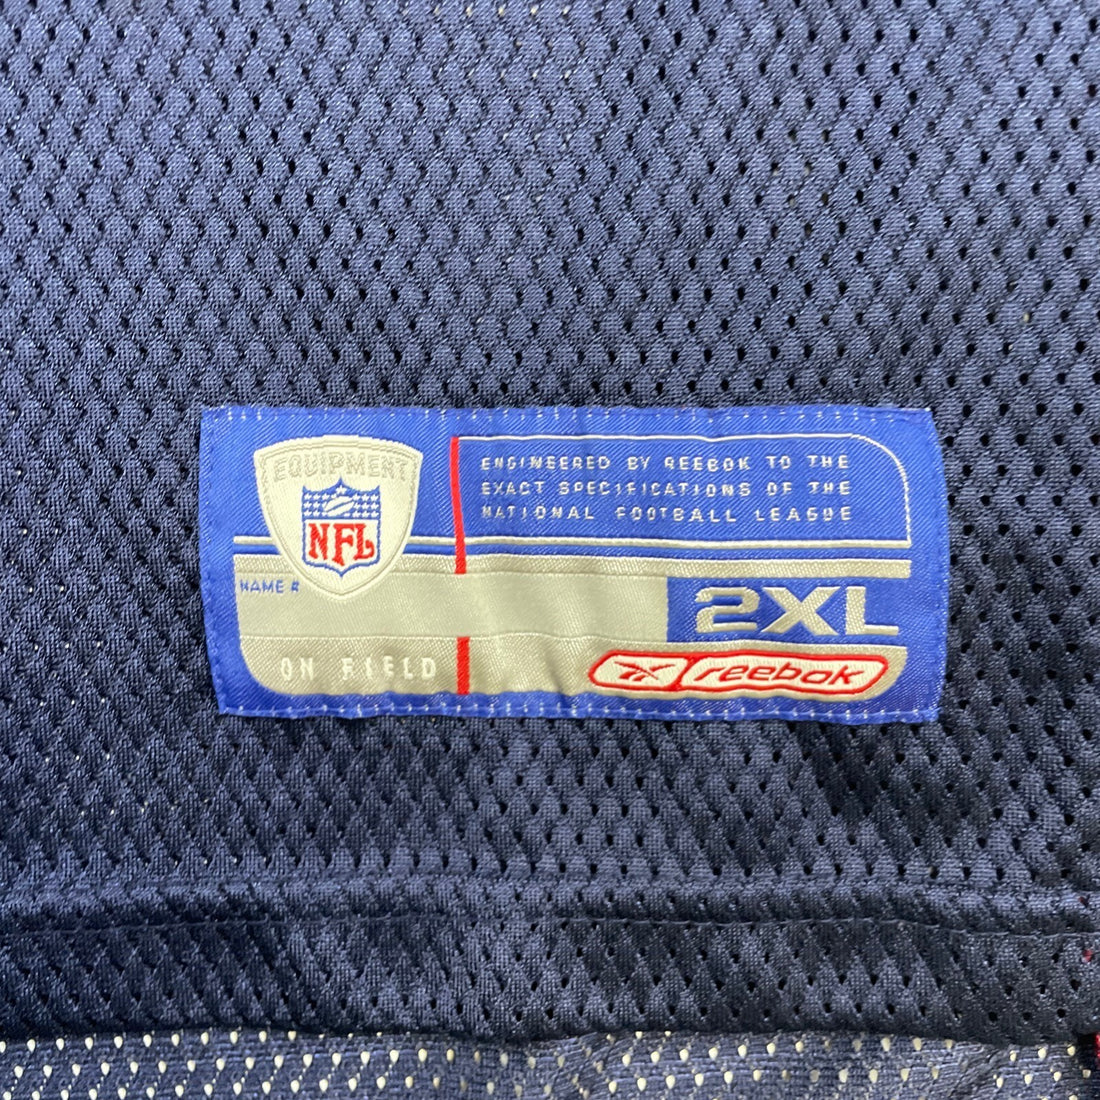 EQUIPMENT
NFL
ENGINEERED BY REEBOK TO THE
EXACT SPECIFICATIONS OF THE
NATIONAL FOOTBALL LEAGUE
NAME #
2XL
ON FIELD
reebok